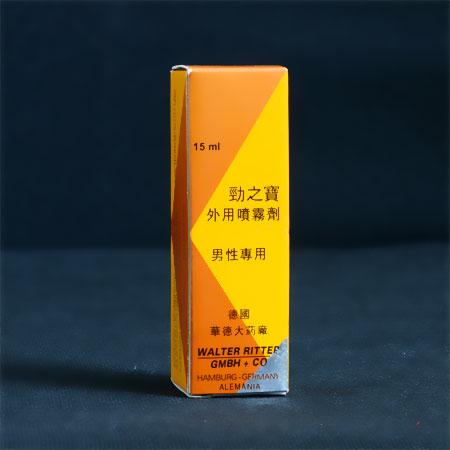 15 ml
勁之寶
外用噴霧劑
男性專用
德國
華德大药廠
WALTER RITTER
GMBH + CO
HAMBURG - GERMANY
ALEMANIA